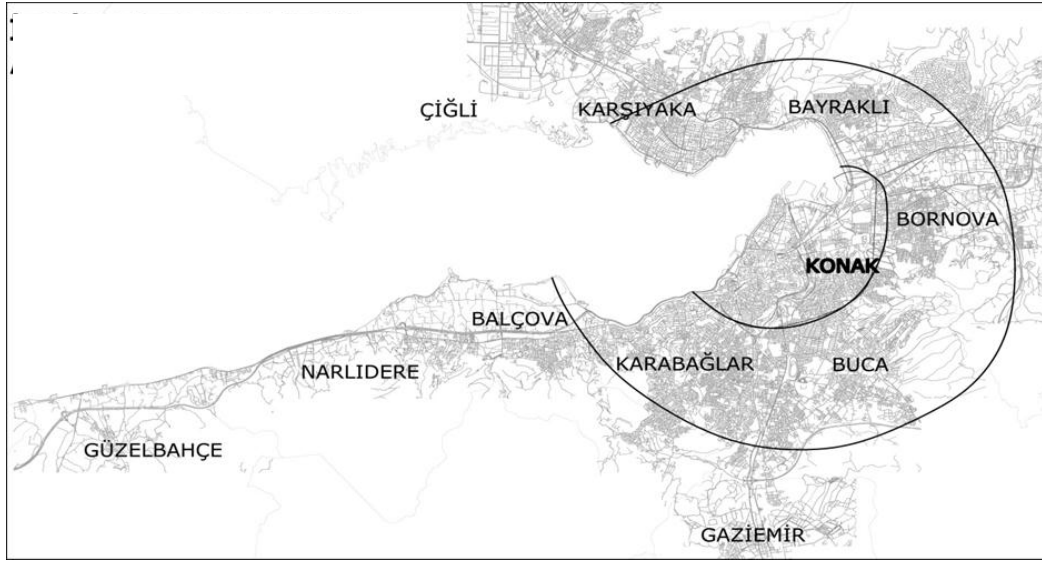 ÇİĞLİ
KARŞIYAKA
BAYRAKLI
BORNOVA
KONAK
BALÇOVA
KARABAĞLAR
BUCA
NARLIDERE
GÜZELBAHÇE
GAZİEMİR